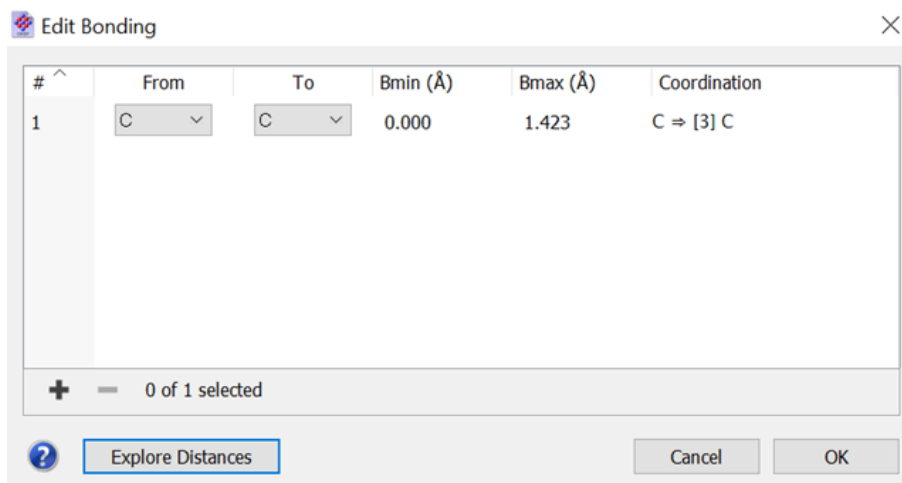 Edit Bonding
# From To Bmin (Å) Bmax (Å) Coordination
1 C C 0.000 1.423 C ⇒ [3] C
0 of 1 selected
? Explore Distances Cancel OK